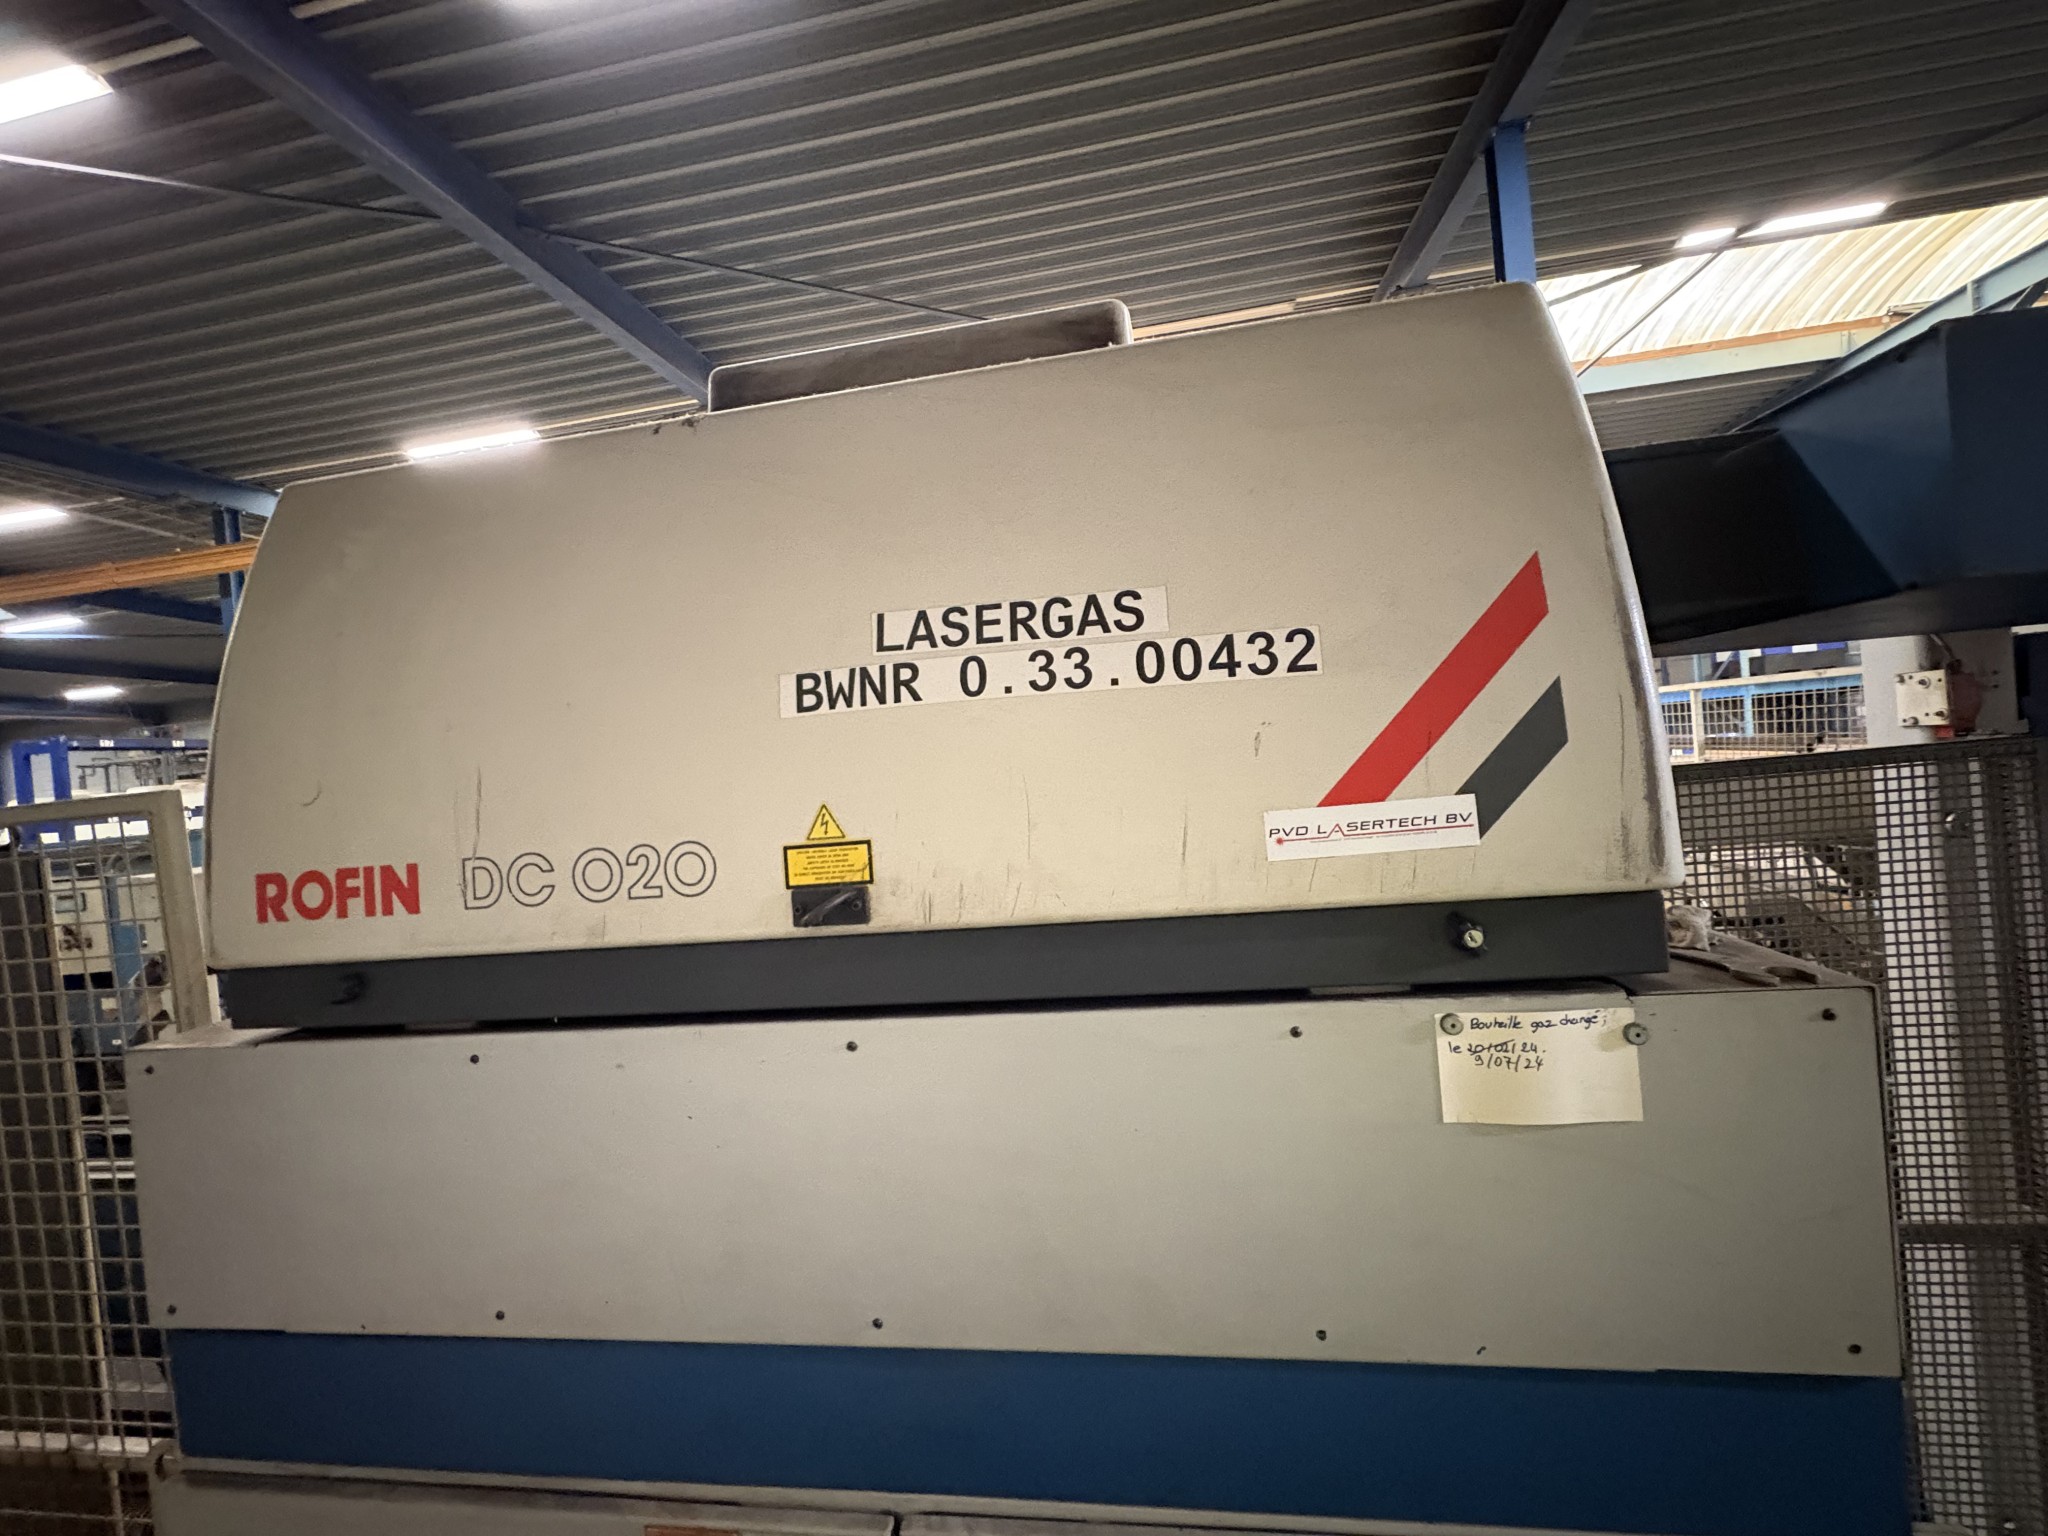 LASERGAS
BWNR 0.33.00432
PVD LASERTECH BV
ROFIN DC 020
Bouteille gaz changé;
le 20/02/24.
9/07/24